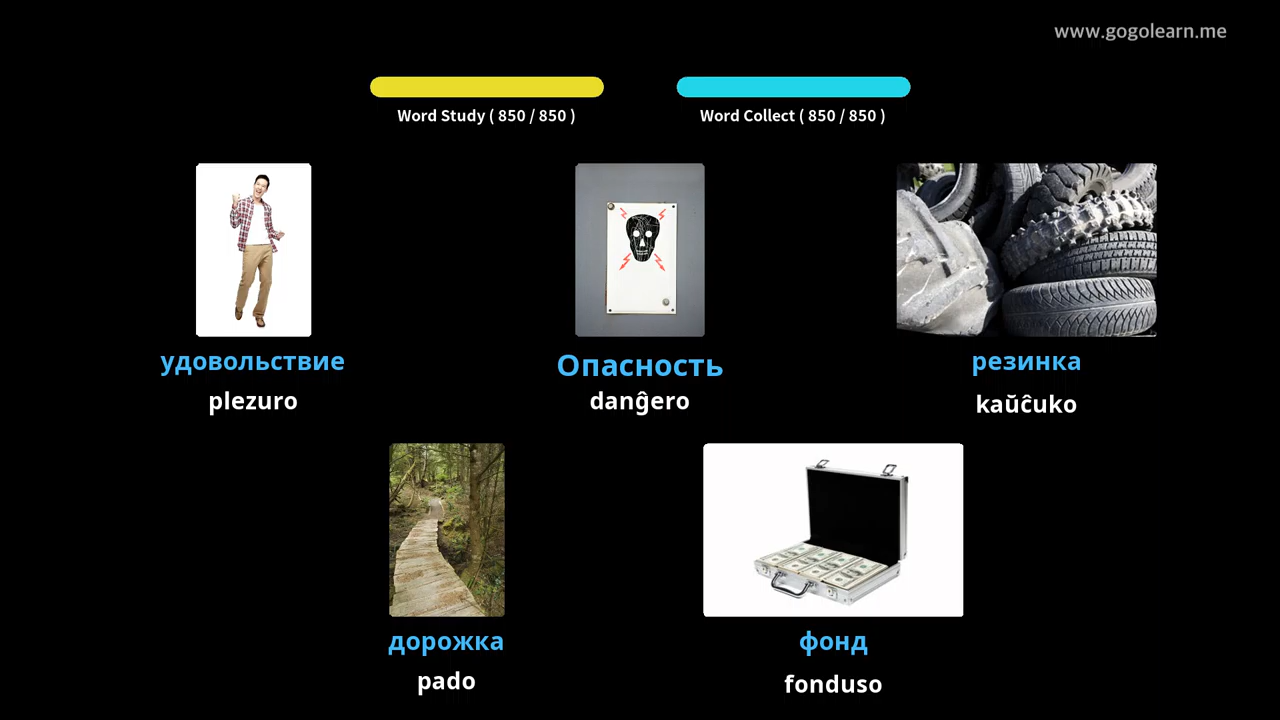 www.gogolearn.me
Word Study ( 850 / 850 )
Word Collect ( 850 / 850 )
удовольствие
plezuro
Опасность
danĝero
резинка
kaŭĉuko
дорожка
pado
фонд
fonduso